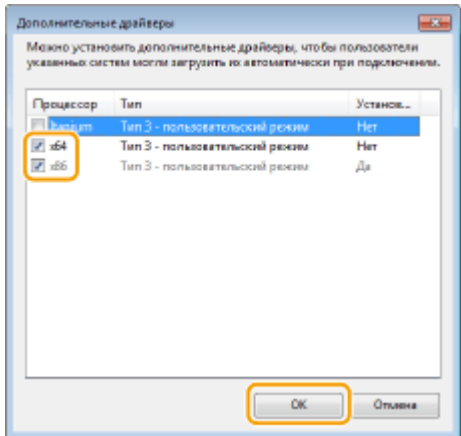 Дополнительные драйверы
Можно установить дополнительные драйверы, чтобы пользователи
указанных систем могли загрузить их автоматически при подключении.
Процессор Тип Установ...
Itanium Тип 3 - пользовательский режим Нет
x64 Тип 3 - пользовательский режим Нет
x86 Тип 3 - пользовательский режим Да
OK Отмена